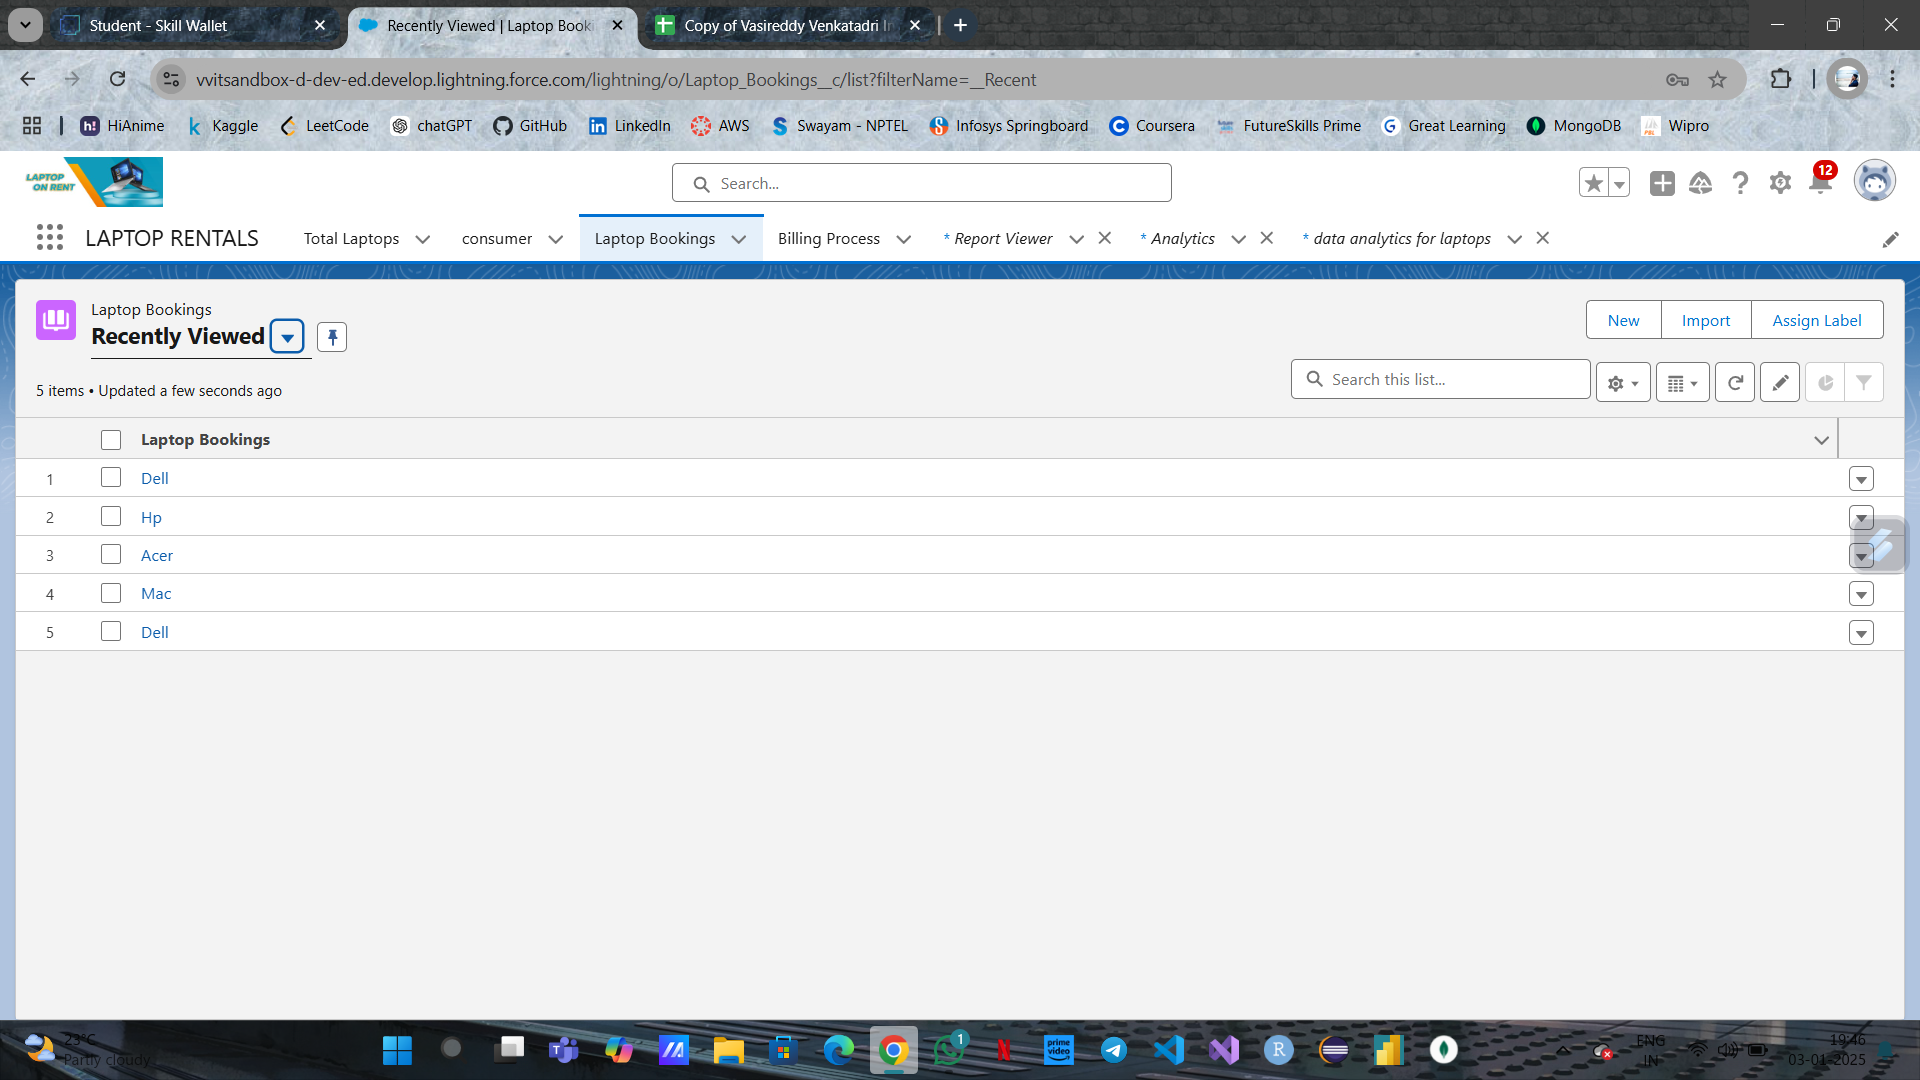 Student - Skill Wallet
Recently Viewed | Laptop Booki
Copy of Vasireddy Venkatadri In
vvitsandbox-d-dev-ed.develop.lightning.force.com/lightning/o/Laptop_Bookings__c/list?filterName=__Recent
HiAnime
Kaggle
LeetCode
chatGPT
GitHub
LinkedIn
AWS
Swayam - NPTEL
Infosys Springboard
Coursera
FutureSkills Prime
Great Learning
MongoDB
Wipro
LAPTOP
ON RENT
Search...
12
LAPTOP RENTALS
Total Laptops
consumer
Laptop Bookings
Billing Process
* Report Viewer
* Analytics
* data analytics for laptops
Laptop Bookings
Recently Viewed
New
Import
Assign Label
5 items • Updated a few seconds ago
Search this list...
Laptop Bookings
1 Dell
2 Hp
3 Acer
4 Mac
5 Dell
23°C
Partly cloudy
1
prime
video
R
ENG
IN
19:46
03-01-2025